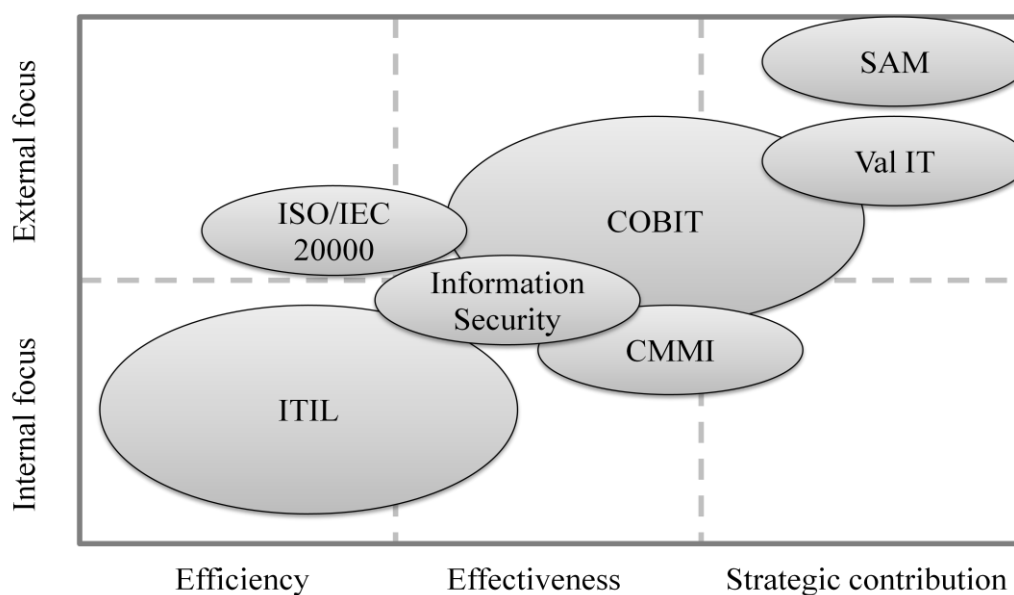 External focus
Internal focus
SAM
Val IT
ISO/IEC
20000
COBIT
Information
Security
CMMI
ITIL
Efficiency
Effectiveness
Strategic contribution